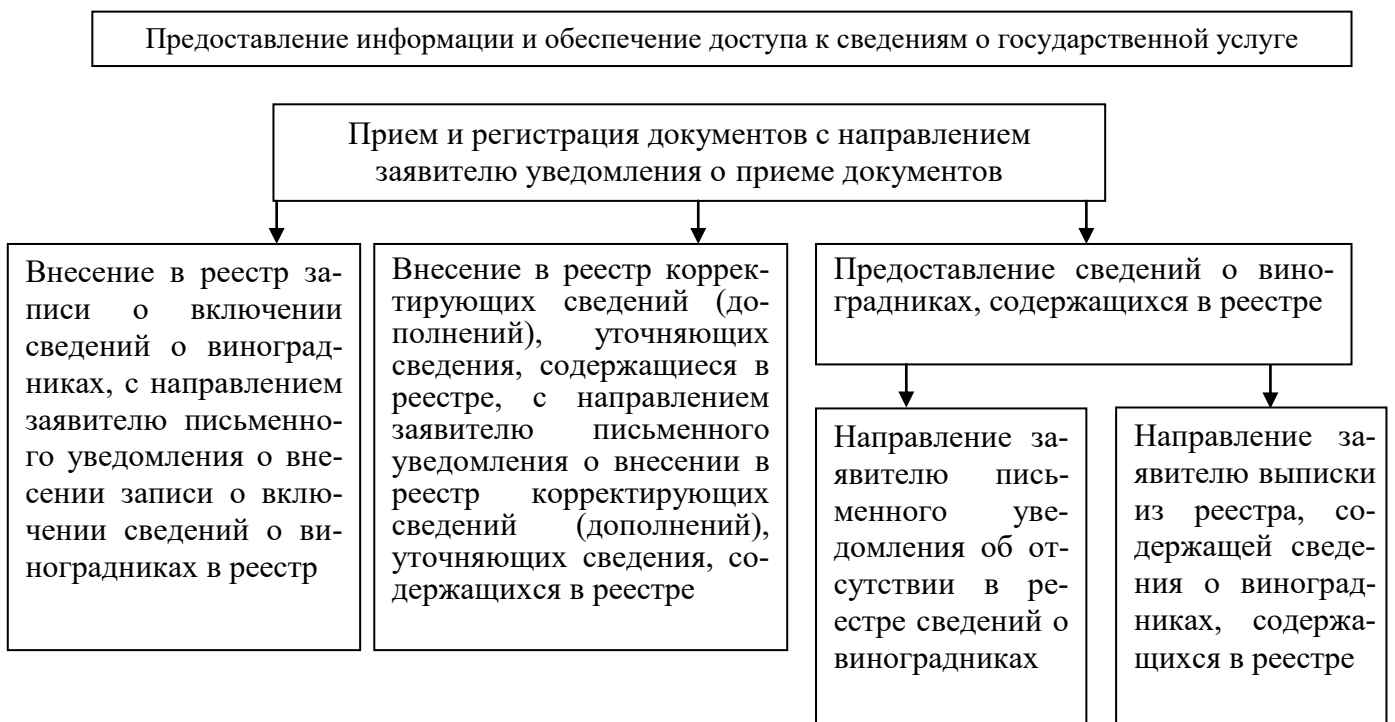 Предоставление информации и обеспечение доступа к сведениям о государственной услуге
Прием и регистрация документов с направлением
заявителю уведомления о приеме документов
Внесение в реестр за-
писи о включении
сведений о виноград-
никах, с направлением
заявителю письменно-
го уведомления о вне-
сении записи о вклю-
чении сведений о ви-
ноградниках в реестр
Внесение в реестр коррек-
тирующих сведений (до-
полнений), уточняющих
сведения, содержащиеся в
реестре, с направлением
заявителю письменного
уведомления о внесении в
реестр корректирующих
сведений (дополнений),
уточняющих сведения, со-
держащихся в реестре
Предоставление сведений о вино-
градниках, содержащихся в реестре
Направление за-
явителю пись-
менного уве-
домления об от-
сутствии в ре-
естре сведений о
виноградниках
Направление за-
явителю выписки
из реестра, со-
держащей сведе-
ния о виноград-
никах, содержа-
щихся в реестре